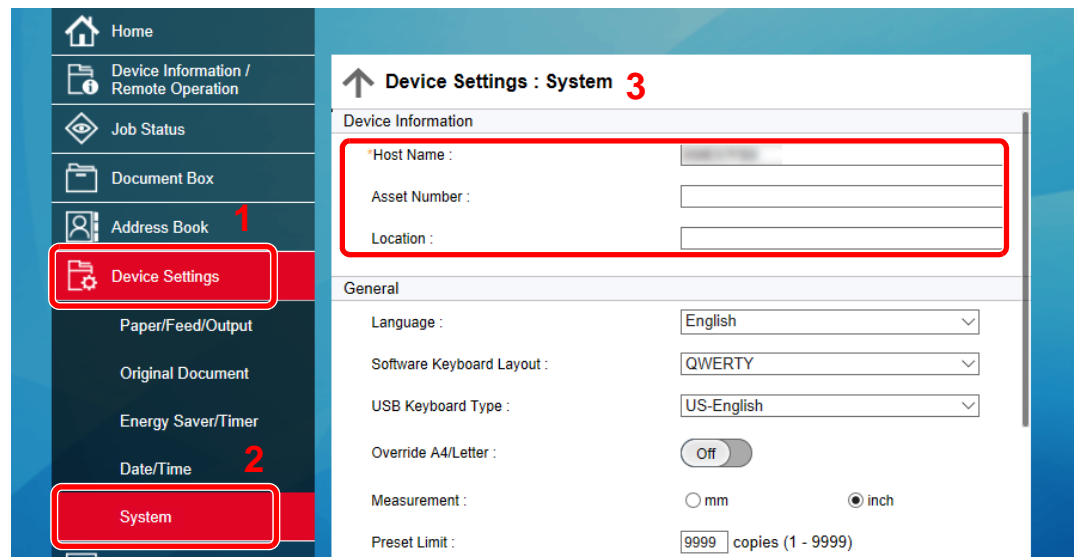 Home
Device Information /
Remote Operation
Job Status
Document Box
Address Book
1
Device Settings
Paper/Feed/Output
Original Document
Energy Saver/Timer
Date/Time
2
System
Device Settings : System 3
Device Information
*Host Name :
Asset Number :
Location :
General
Language : English
Software Keyboard Layout : QWERTY
USB Keyboard Type : US-English
Override A4/Letter : Off
Measurement : mm inch
Preset Limit : 9999 copies (1 - 9999)